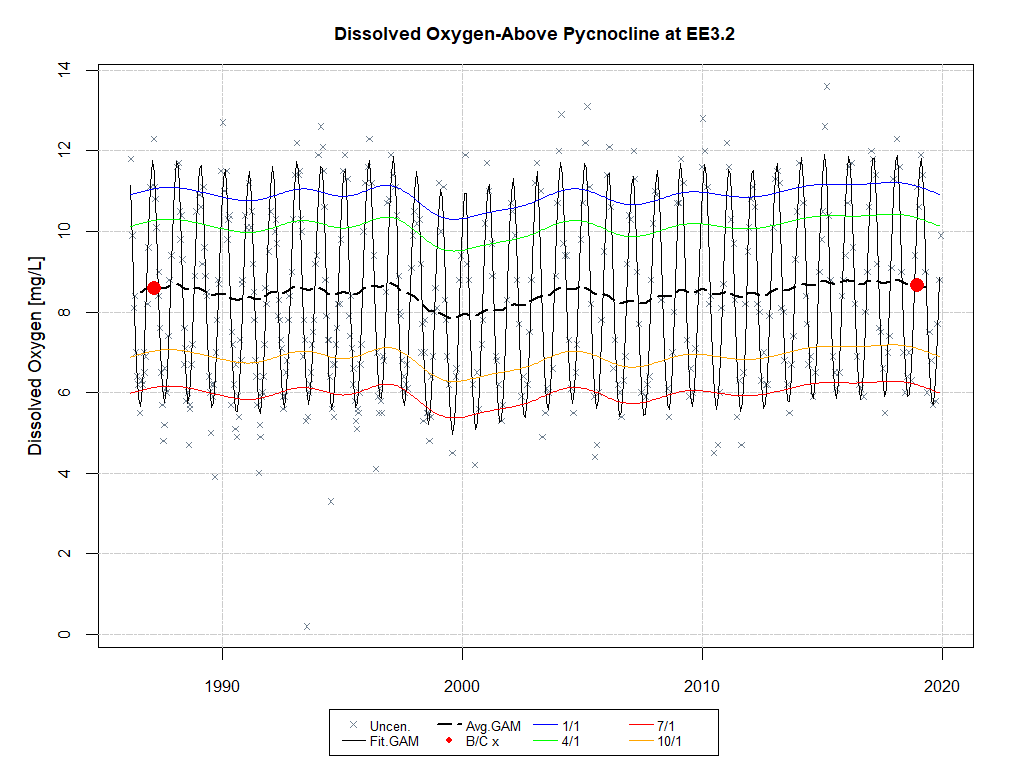 Dissolved Oxygen-Above Pycnocline at EE3.2
Dissolved Oxygen [mg/L]
14
12
10
8
6
4
2
0
1990 2000 2010 2020
Uncen. Avg.GAM 1/1 7/1
Fit.GAM B/C x 4/1 10/1